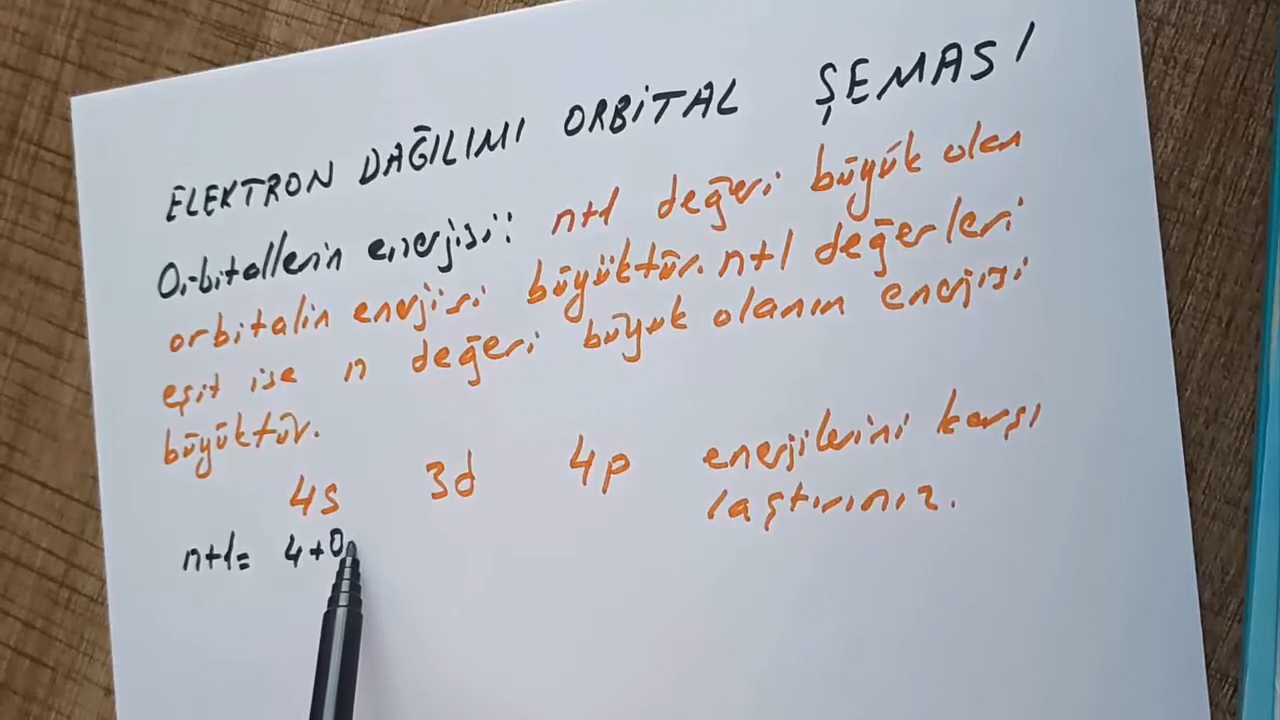 ELEKTRON DAĞILIMI ORBİTAL ŞEMASI
Orbitallerin enerjisi: n+l değeri büyük olan
orbitalin enerjisi büyüktür. n+l değerleri
eşit ise n değeri büyük olanın enerjisi
büyüktür.
4s 3d 4p enerjilerini karşı
laştırınız.
n+l= 4+0